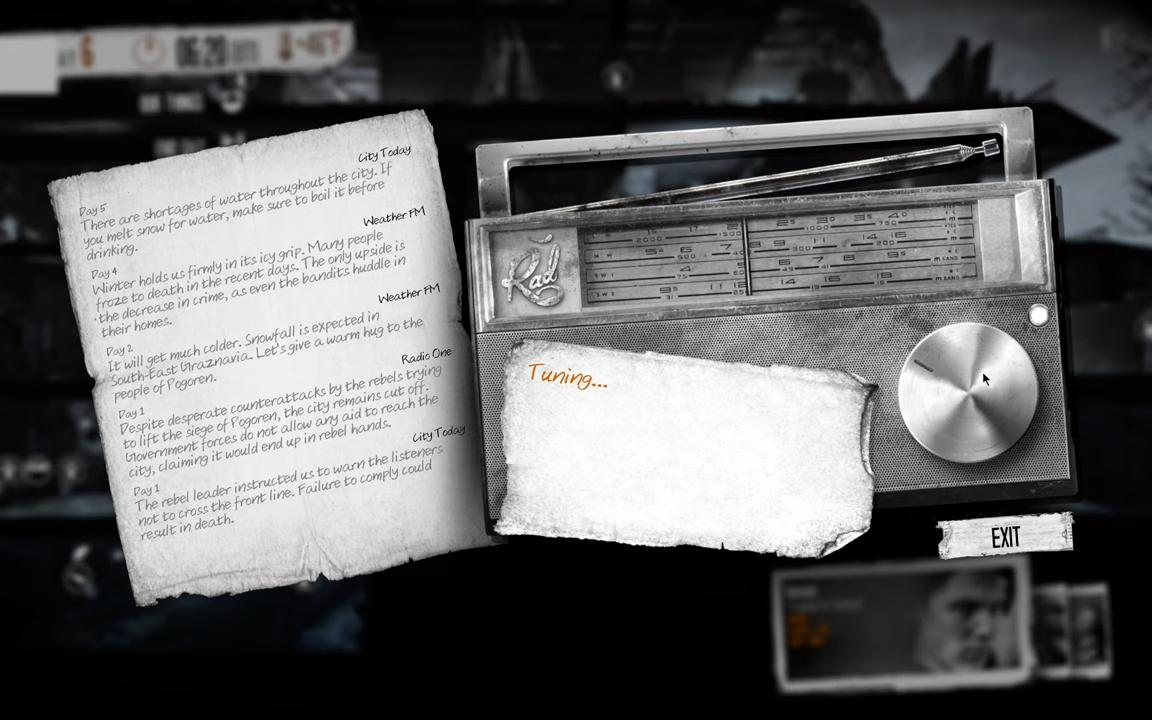 6
06:20
City Today
Day 5
There are shortages of water throughout the city. If
you melt snow for water, make sure to boil it before
drinking.
Weather FM
Day 4
Winter holds us firmly in its icy grip. Many people
froze to death in the recent days. The only upside is
the decrease in crime, as even the bandits huddle in
their homes.
Weather FM
Day 2
It will get much colder. Snowfall is expected in
South-East Graznavia. Let's give a warm hug to the
people of Pogoren.
Radio One
Day 1
Despite desperate counterattacks by the rebels trying
to lift the siege of Pogoren, the city remains cut off.
Government forces do not allow any aid to reach the
city, claiming it would end up in rebel hands.
City Today
Day 1
The rebel leader instructed us to warn the listeners
not to cross the front line. Failure to comply could
result in death.
Rad
Tuning...
EXIT